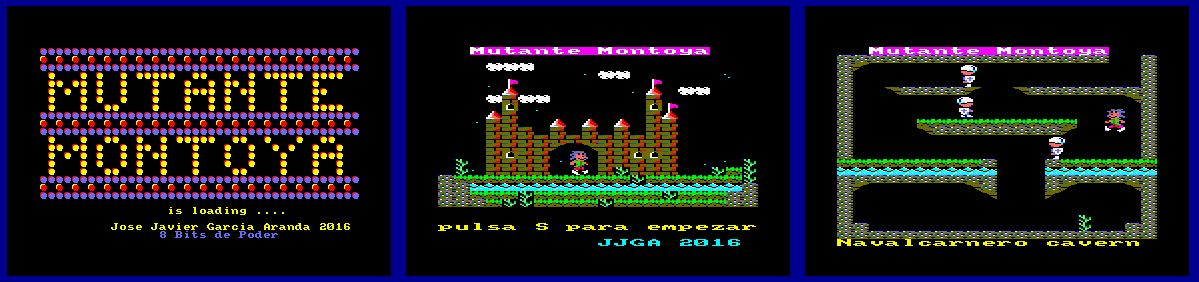 MUTANTE
MONTOYA
is loading ....
Jose Javier Garcia Aranda 2016
8 Bits de Poder
Mutante Montoya
pulsa S para empezar
JJGA 2016
Mutante Montoya
Navalcarnero cavern